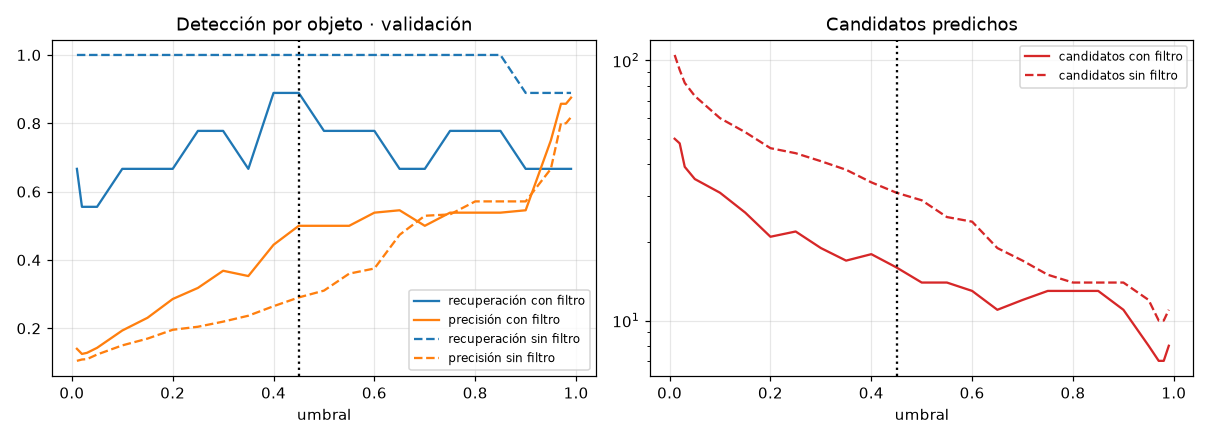 Detección por objeto · validación
1.0
0.8
0.6
0.4
0.2
0.0 0.2 0.4 0.6 0.8 1.0
umbral
recuperación con filtro
precisión con filtro
recuperación sin filtro
precisión sin filtro
Candidatos predichos
10²
10¹
0.0 0.2 0.4 0.6 0.8 1.0
umbral
candidatos con filtro
candidatos sin filtro